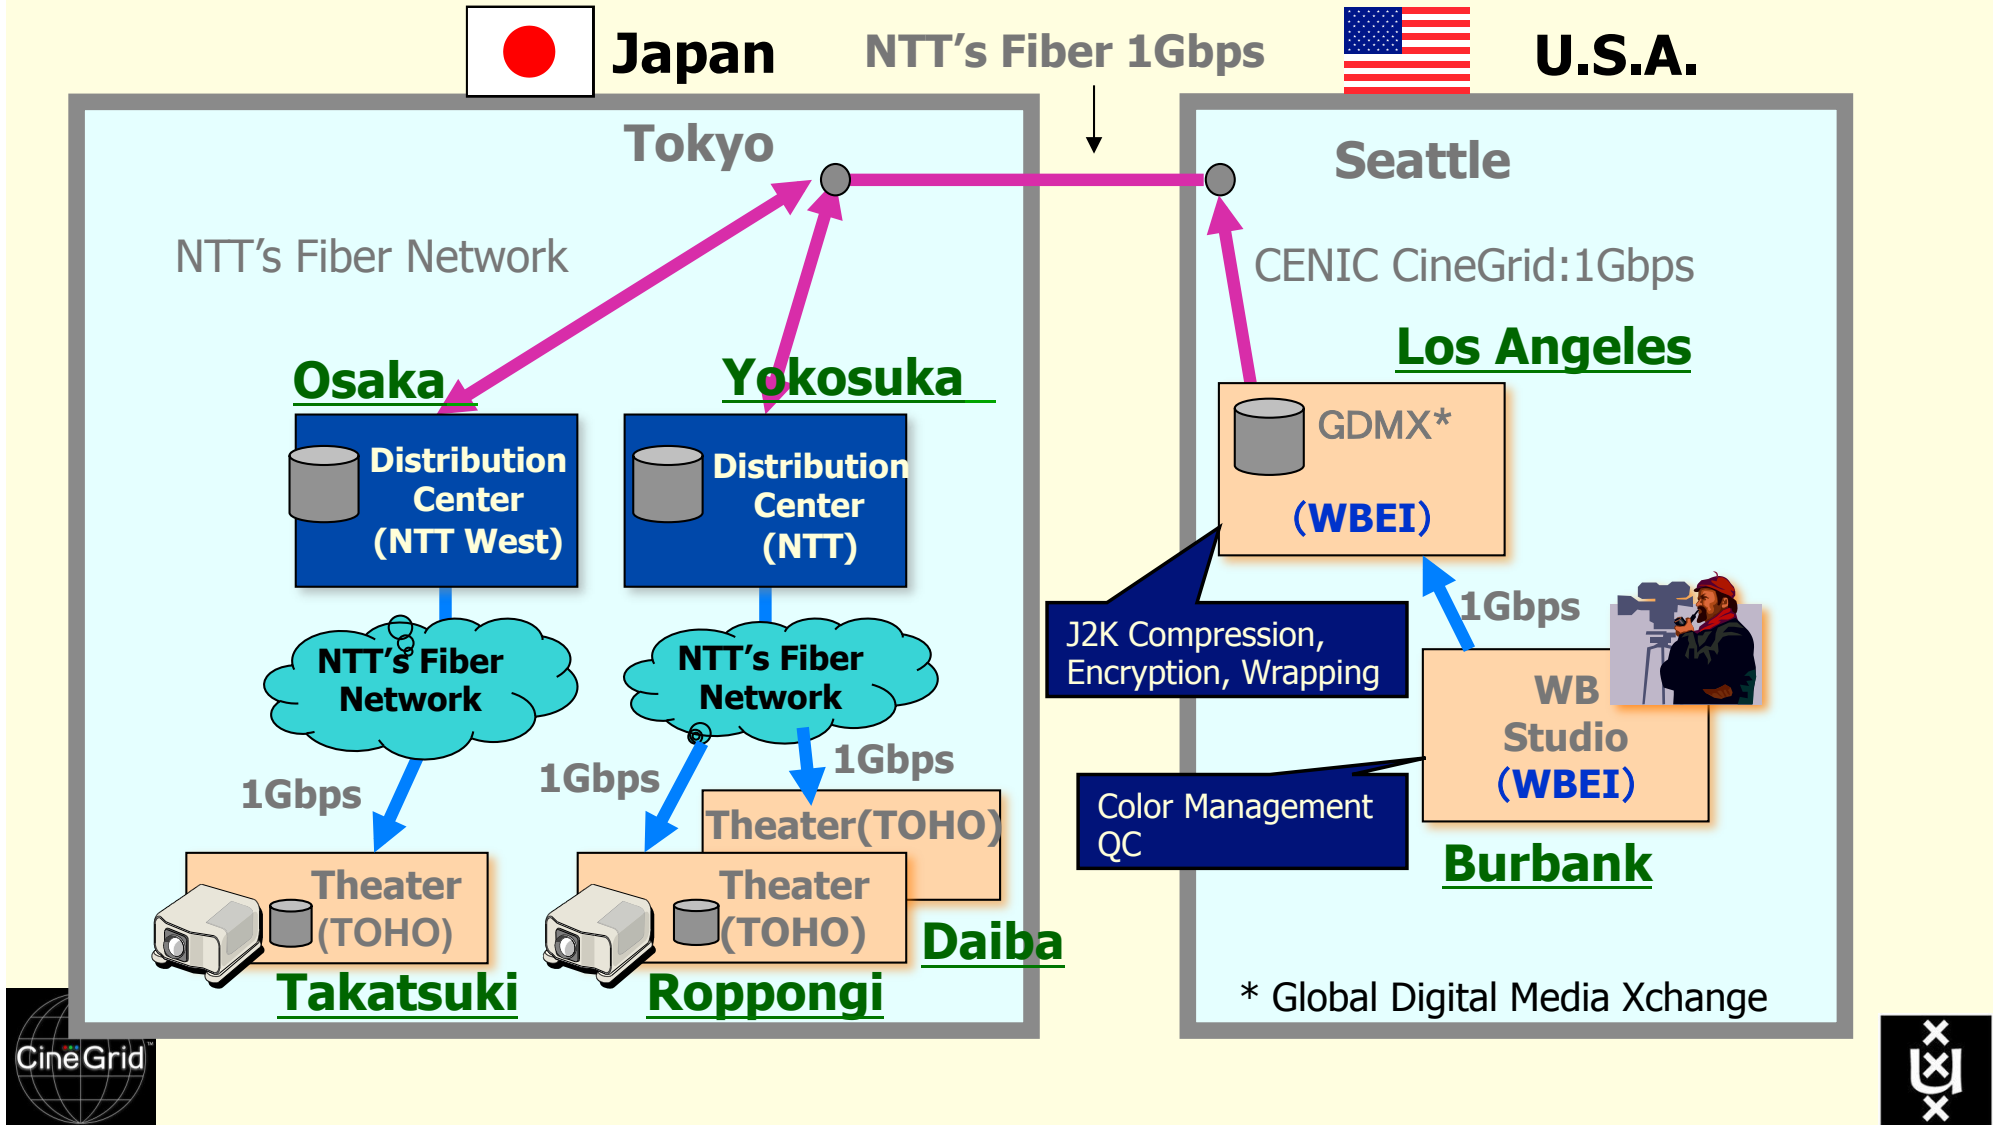 Japan
NTT’s Fiber 1Gbps
U.S.A.
Tokyo
Seattle
NTT’s Fiber Network
CENIC CineGrid:1Gbps
Los Angeles
Osaka
Yokosuka
GDMX*
(WBEI)
Distribution
Center
(NTT West)
Distribution
Center
(NTT)
J2K Compression,
Encryption, Wrapping
1Gbps
NTT’s Fiber
Network
NTT’s Fiber
Network
WB
Studio
(WBEI)
1Gbps
1Gbps
1Gbps
Color Management
QC
Theater(TOHO)
Burbank
Theater
(TOHO)
Theater
(TOHO)
Daiba
Takatsuki
Roppongi
* Global Digital Media Xchange
CineGrid™
u